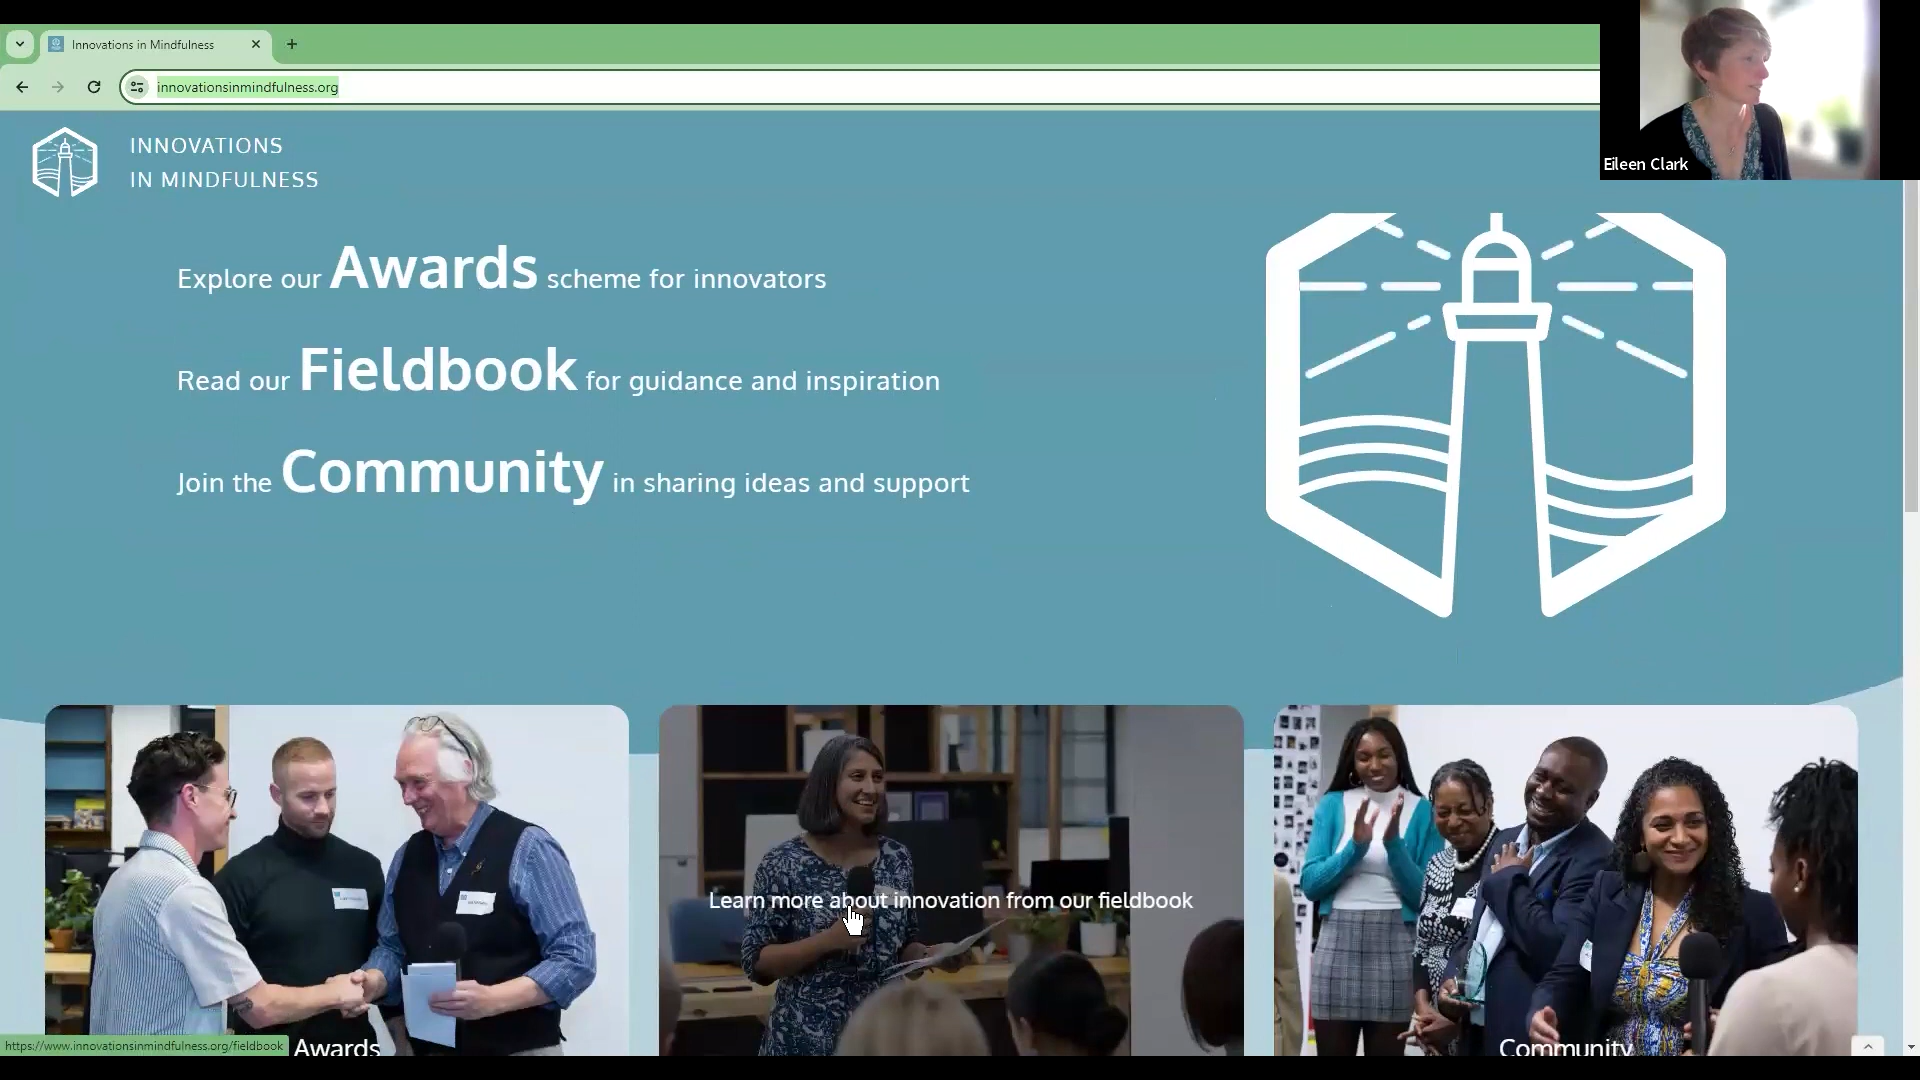 Innovations in Mindfulness
innovationsinmindfulness.org
Eileen Clark
INNOVATIONS
IN MINDFULNESS
Explore our Awards scheme for innovators
Read our Fieldbook for guidance and inspiration
Join the Community in sharing ideas and support
Learn more about innovation from our fieldbook
https://www.innovationsinmindfulness.org/fieldbook
Awards
Community